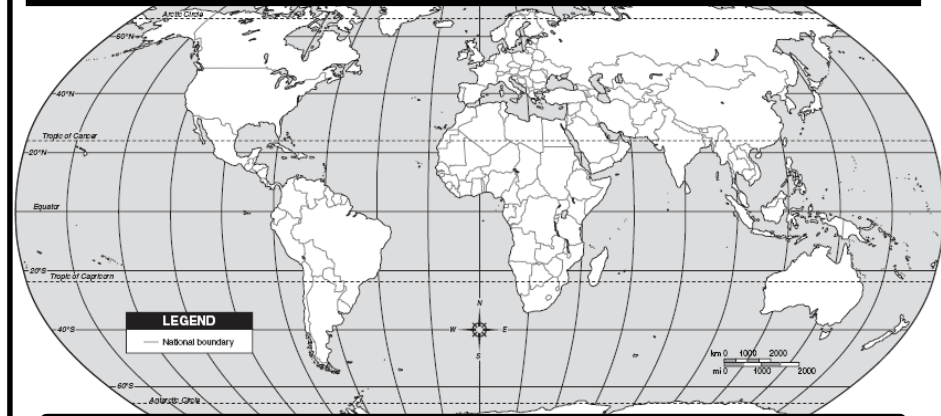 Arctic Circle
60°N
40°N
Tropic of Cancer
20°N
Equator
20°S
Tropic of Capricorn
N
LEGEND
40°S
W
E
National boundary
S
km 0 1000 2000
mi 0 1000 2000
60°S
Antarctic Circle